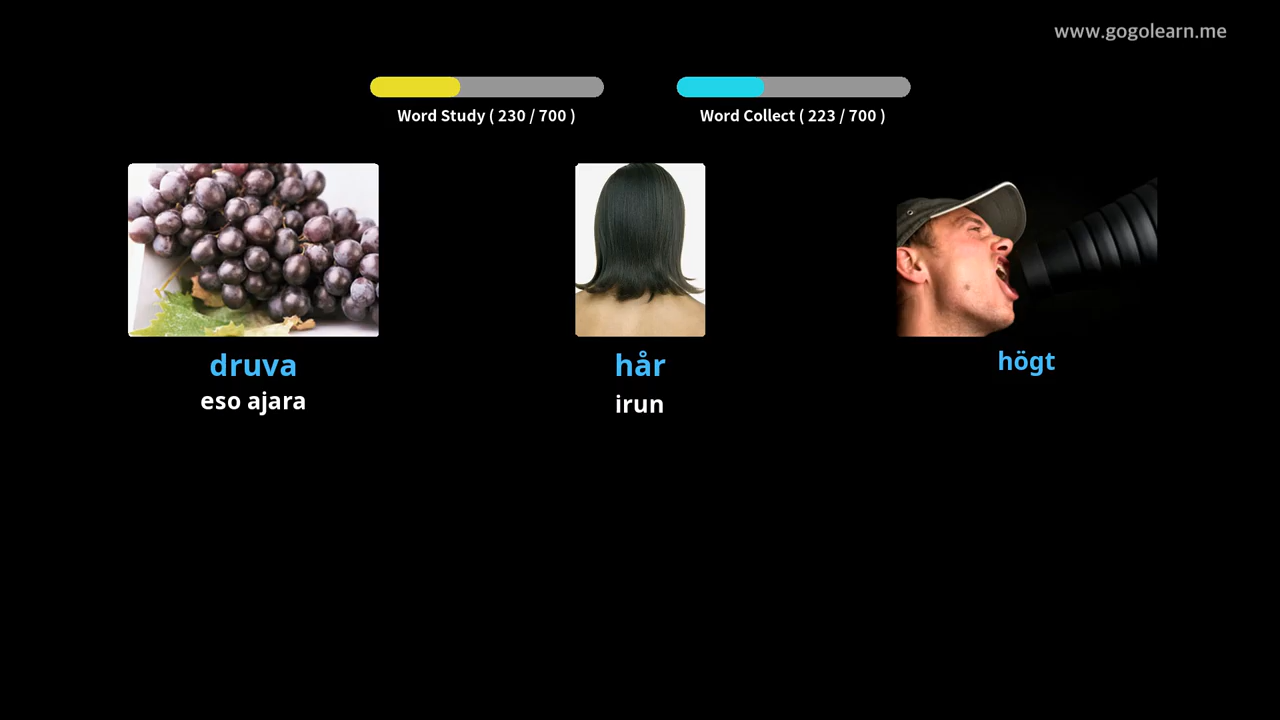 www.gogolearn.me
Word Study ( 230 / 700 )
Word Collect ( 223 / 700 )
druva
hår
högt
eso ajara
irun